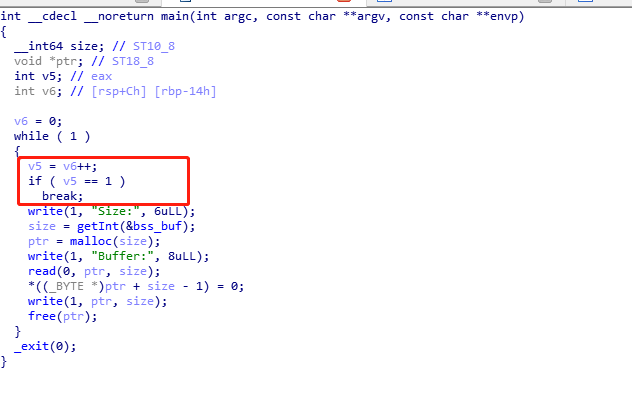 int __cdecl __noreturn main(int argc, const char **argv, const char **envp)
{
  __int64 size; // ST10_8
  void *ptr; // ST18_8
  int v5; // eax
  int v6; // [rsp+Ch] [rbp-14h]

  v6 = 0;
  while ( 1 )
  {
    v5 = v6++;
    if ( v5 == 1 )
      break;
    write(1, "Size:", 6uLL);
    size = getInt(&bss_buf);
    ptr = malloc(size);
    write(1, "Buffer:", 8uLL);
    read(0, ptr, size);
    *((_BYTE *)ptr + size - 1) = 0;
    write(1, ptr, size);
    free(ptr);
  }
  _exit(0);
}